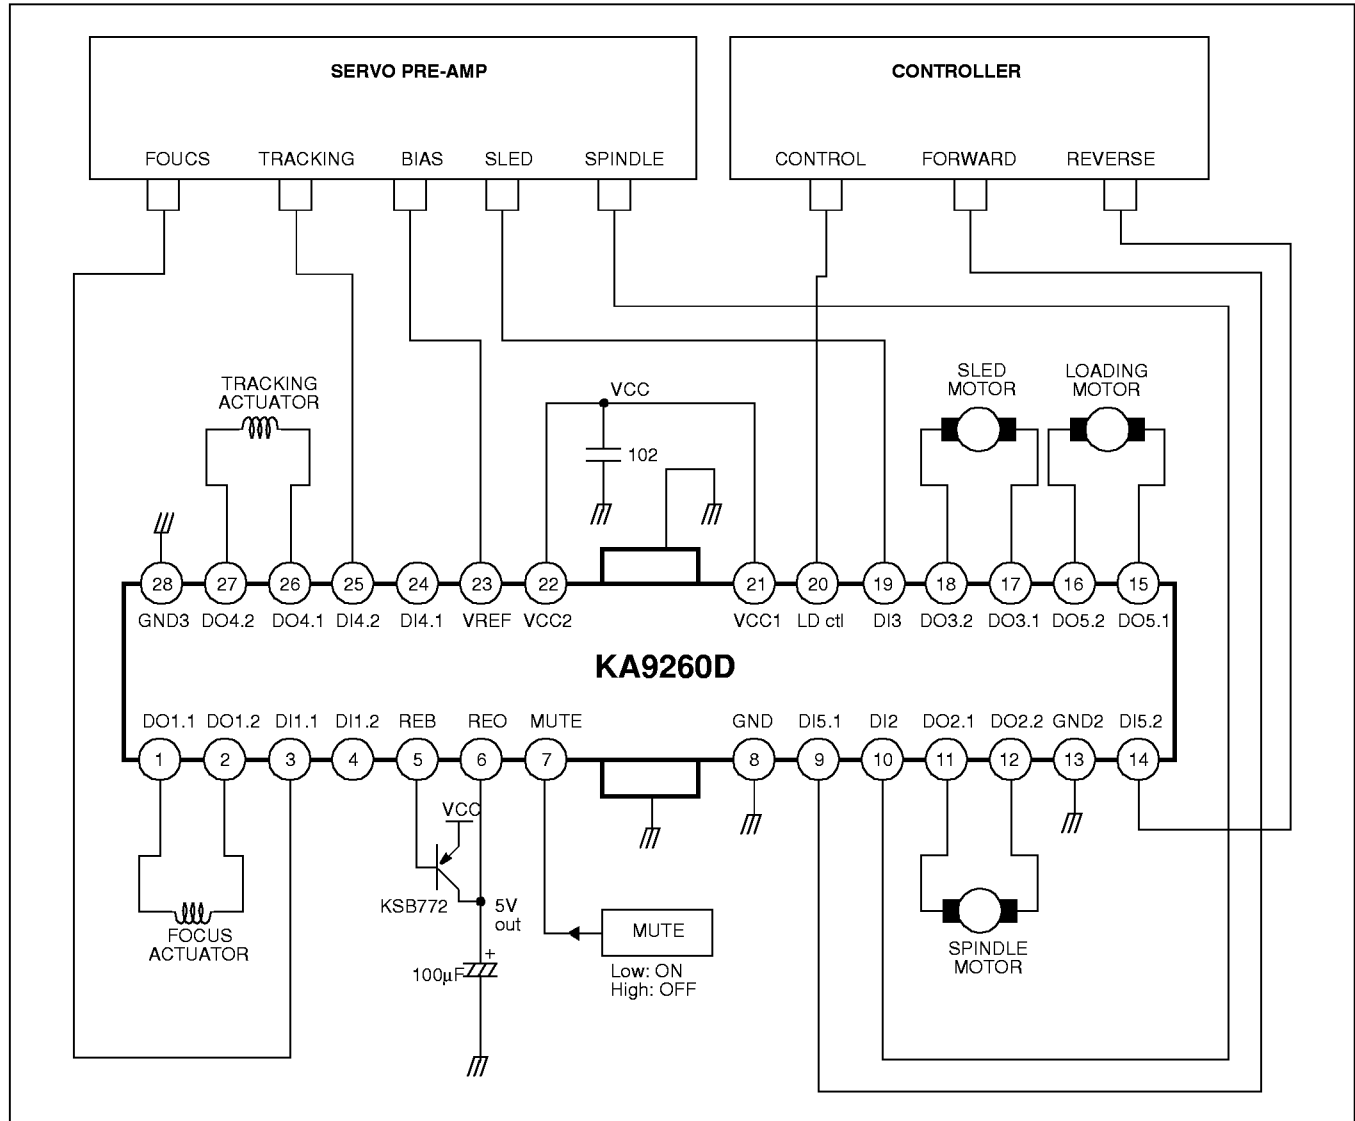 SERVO PRE-AMP
CONTROLLER
FOUCS TRACKING BIAS SLED SPINDLE
CONTROL FORWARD REVERSE
TRACKING
ACTUATOR
VCC
102
SLED
MOTOR
LOADING
MOTOR
28 27 26 25 24 23 22 21 20 19 18 17 16 15
GND3 DO4.2 DO4.1 DI4.2 DI4.1 VREF VCC2 VCC1 LD ctl DI3 DO3.2 DO3.1 DO5.2 DO5.1
KA9260D
DO1.1 DO1.2 DI1.1 DI1.2 REB REO MUTE GND DI5.1 DI2 DO2.1 DO2.2 GND2 DI5.2
1 2 3 4 5 6 7 8 9 10 11 12 13 14
VCC
KSB772
5V
out
FOCUS
ACTUATOR
+
100µF
MUTE
Low: ON
High: OFF
SPINDLE
MOTOR